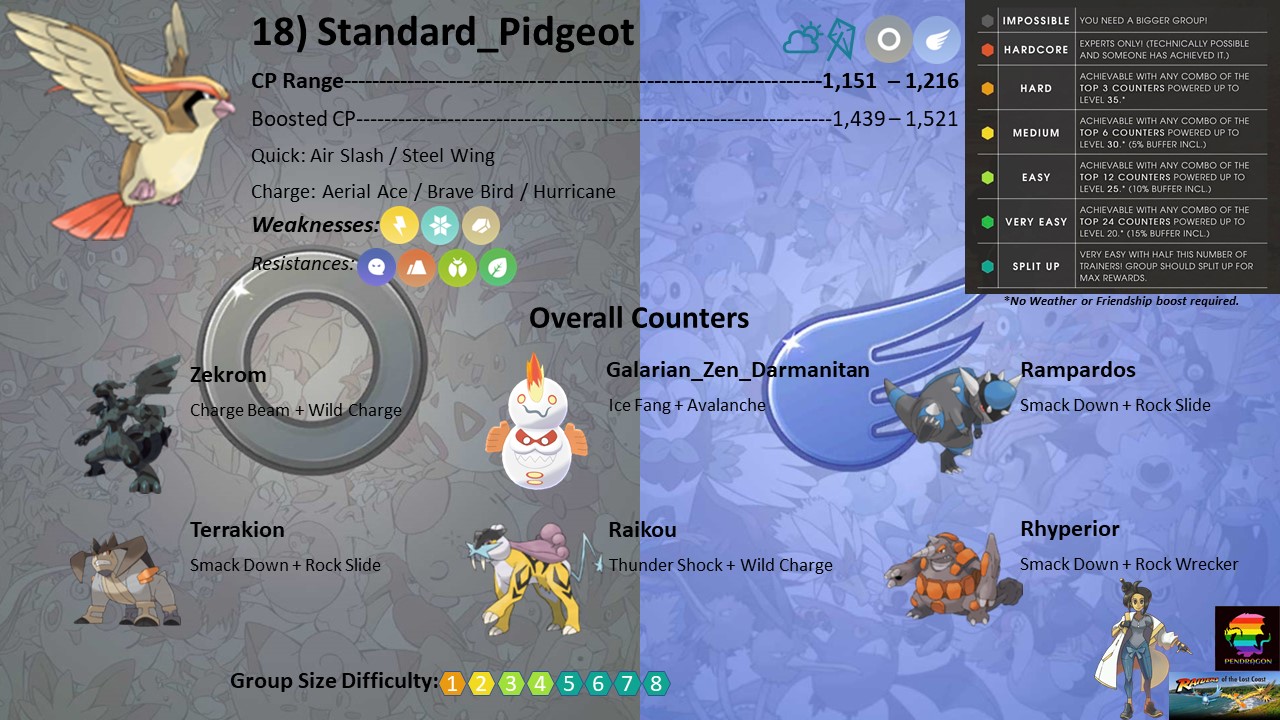 18) Standard_Pidgeot
CP Range------------------------------------------------------------------------1,151 – 1,216
Boosted CP------------------------------------------------------------------------1,439 – 1,521
Quick: Air Slash / Steel Wing
Charge: Aerial Ace / Brave Bird / Hurricane
Weaknesses:
Resistances:
IMPOSSIBLE YOU NEED A BIGGER GROUP!
HARDCORE EXPERTS ONLY! (TECHNICALLY POSSIBLE
AND SOMEONE HAS ACHIEVED IT.)
HARD ACHIEVABLE WITH ANY COMBO OF THE
TOP 3 COUNTERS POWERED UP TO
LEVEL 35.*
MEDIUM ACHIEVABLE WITH ANY COMBO OF THE
TOP 6 COUNTERS POWERED UP TO
LEVEL 30.* (5% BUFFER INCL.)
EASY ACHIEVABLE WITH ANY COMBO OF THE
TOP 12 COUNTERS POWERED UP TO
LEVEL 25.* (10% BUFFER INCL.)
VERY EASY ACHIEVABLE WITH ANY COMBO OF THE
TOP 24 COUNTERS POWERED UP TO
LEVEL 20.* (15% BUFFER INCL.)
SPLIT UP VERY EASY WITH HALF THIS NUMBER OF
TRAINERS! GROUP SHOULD SPLIT UP FOR
MAX REWARDS.
*No Weather or Friendship boost required.
Overall Counters
Zekrom
Charge Beam + Wild Charge
Galarian_Zen_Darmanitan
Ice Fang + Avalanche
Rampardos
Smack Down + Rock Slide
Terrakion
Smack Down + Rock Slide
Raikou
Thunder Shock + Wild Charge
Rhyperior
Smack Down + Rock Wrecker
Group Size Difficulty: 1 2 3 4 5 6 7 8
PENDRAGON
RAIDERS of the Lost Coast